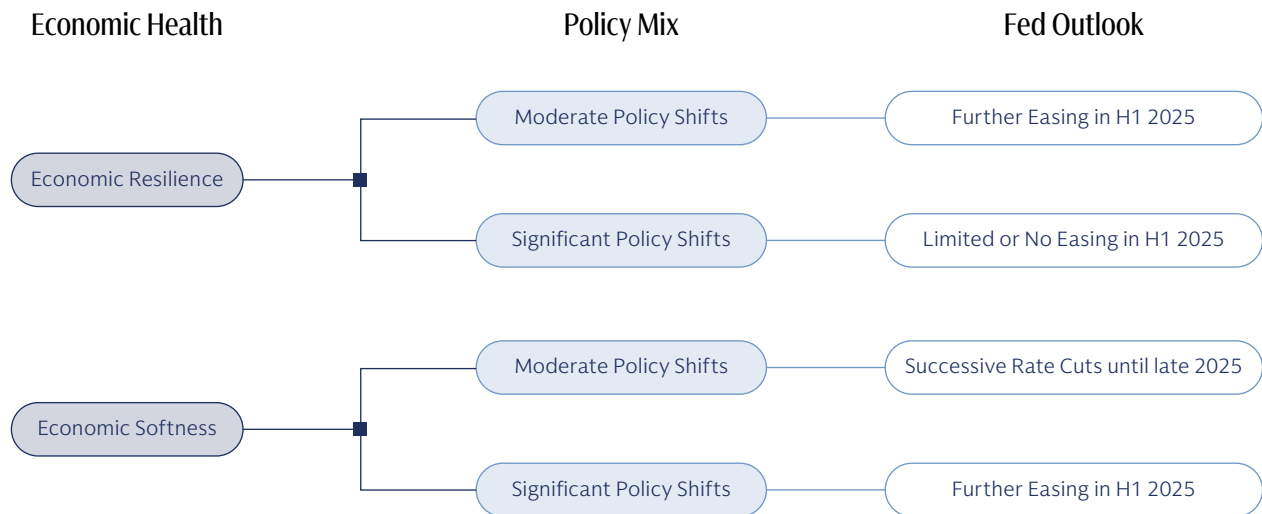 Economic Health
Policy Mix
Fed Outlook
Economic Resilience
Moderate Policy Shifts
Further Easing in H1 2025
Significant Policy Shifts
Limited or No Easing in H1 2025
Economic Softness
Moderate Policy Shifts
Successive Rate Cuts until late 2025
Significant Policy Shifts
Further Easing in H1 2025